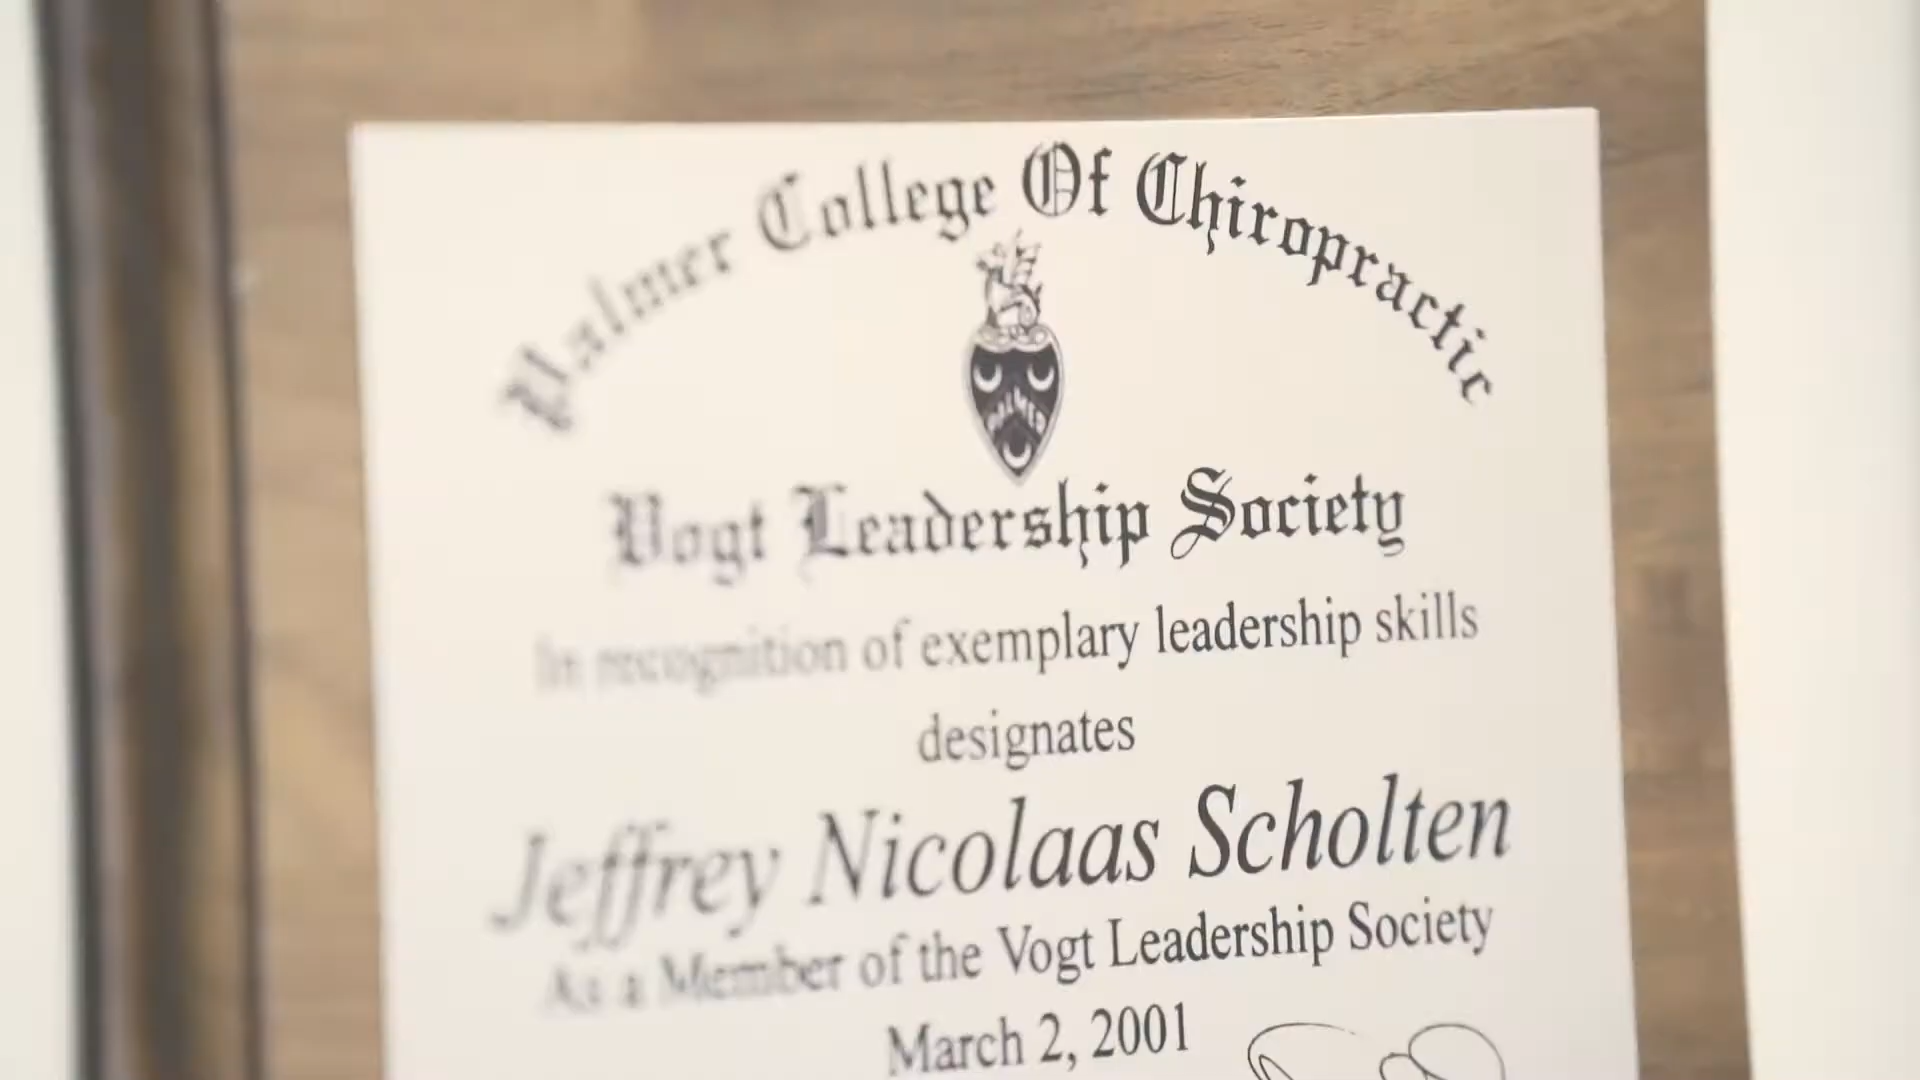 Palmer College Of Chiropractic
PALMER
Vogt Leadership Society
In recognition of exemplary leadership skills
designates
Jeffrey Nicolaas Scholten
As a Member of the Vogt Leadership Society
March 2, 2001